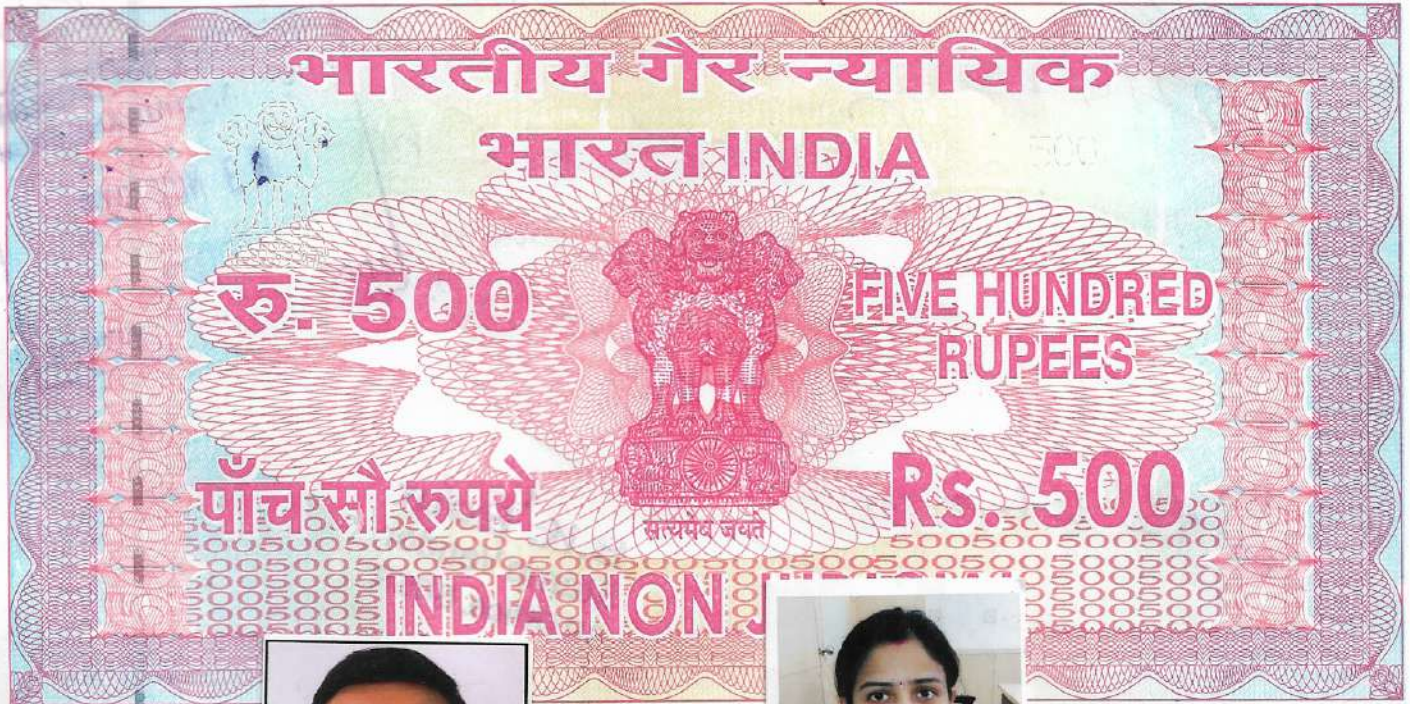 भारतीय गैर न्यायिक
भारत INDIA
रु. 500
FIVE HUNDRED
RUPEES
पाँच सौ रुपये
Rs. 500
सत्यमेव जयते
INDIA NON